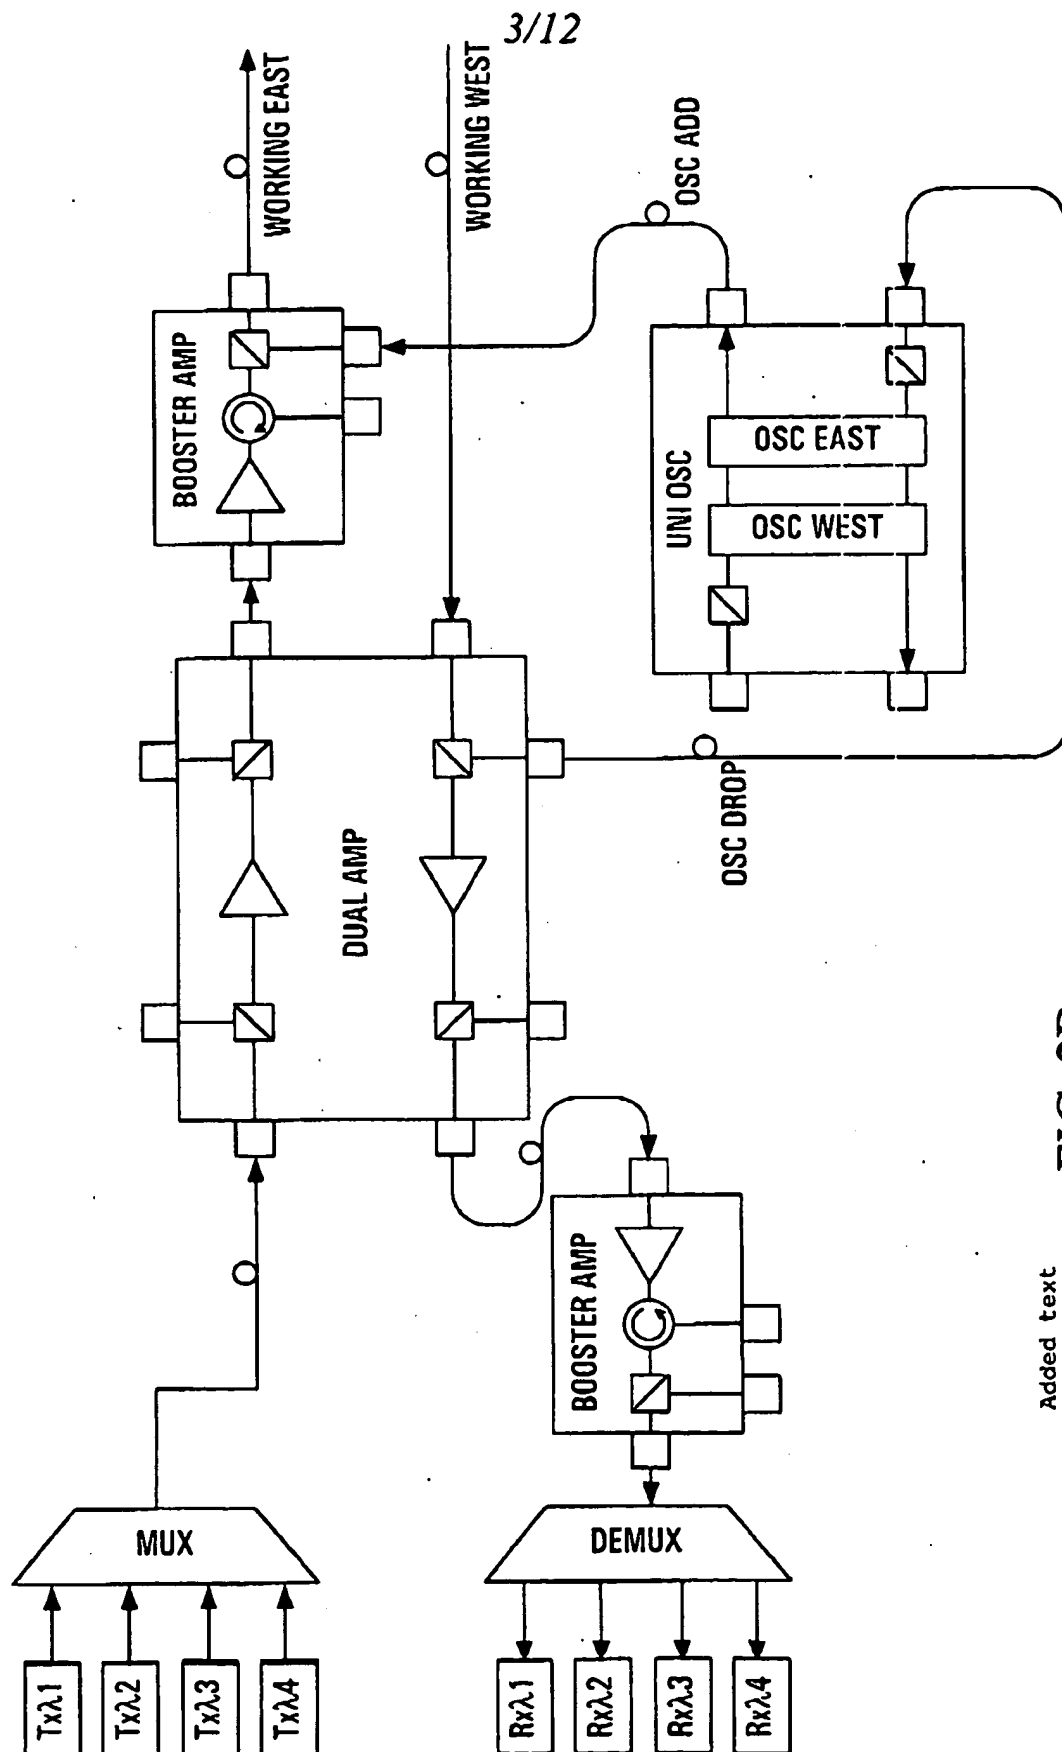 3/12
WORKING EAST
WORKING WEST
OSC ADD
BOOSTER AMP
UNI OSC
OSC EAST
OSC WEST
DUAL AMP
OSC DROP
BOOSTER AMP
MUX
DEMUX
Txλ1
Txλ2
Txλ3
Txλ4
Rxλ1
Rxλ2
Rxλ3
Rxλ4
Added text